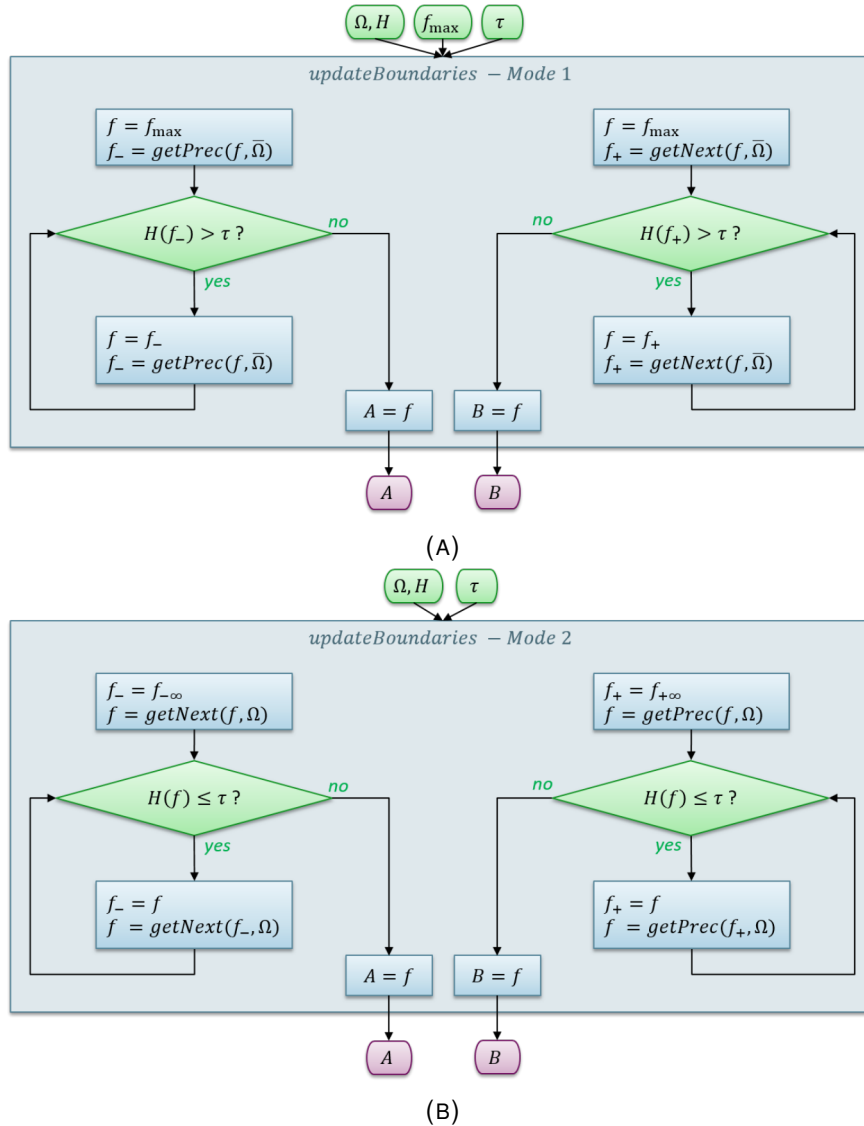 Ω, H
f_max
τ
updateBoundaries − Mode 1
f = f_max
f_− = getPrec(f, Ω̅)
f = f_max
f_+ = getNext(f, Ω̅)
H(f_−) > τ ?
no
yes
no
H(f_+) > τ ?
yes
f = f_−
f_− = getPrec(f, Ω̅)
f = f_+
f_+ = getNext(f, Ω̅)
A = f
B = f
A
B
(A)
Ω, H
τ
updateBoundaries − Mode 2
f_− = f_−∞
f = getNext(f, Ω)
f_+ = f_+∞
f = getPrec(f, Ω)
H(f) ≤ τ ?
no
yes
no
H(f) ≤ τ ?
yes
f_− = f
f = getNext(f_−, Ω)
f_+ = f
f = getPrec(f_+, Ω)
A = f
B = f
A
B
(B)